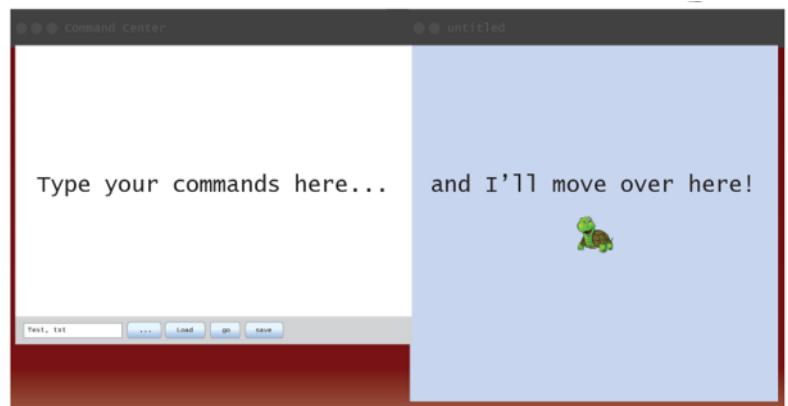 Command Center
untitled
Type your commands here...
and I'll move over here!
Test, txt
...
Load
go
save